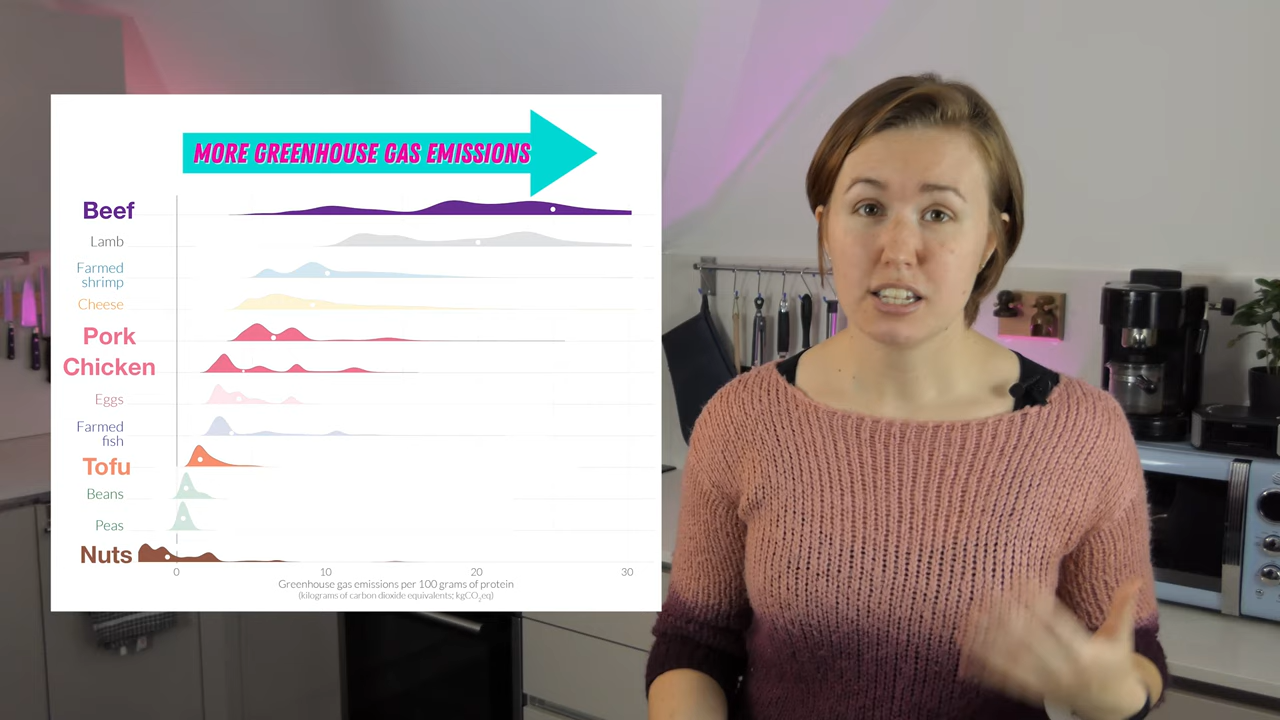 MORE GREENHOUSE GAS EMISSIONS
Beef
Lamb
Farmed
shrimp
Cheese
Pork
Chicken
Eggs
Farmed
fish
Tofu
Beans
Peas
Nuts
0 10 20 30
Greenhouse gas emissions per 100 grams of protein
(kilograms of carbon dioxide equivalents; kgCO₂eq)